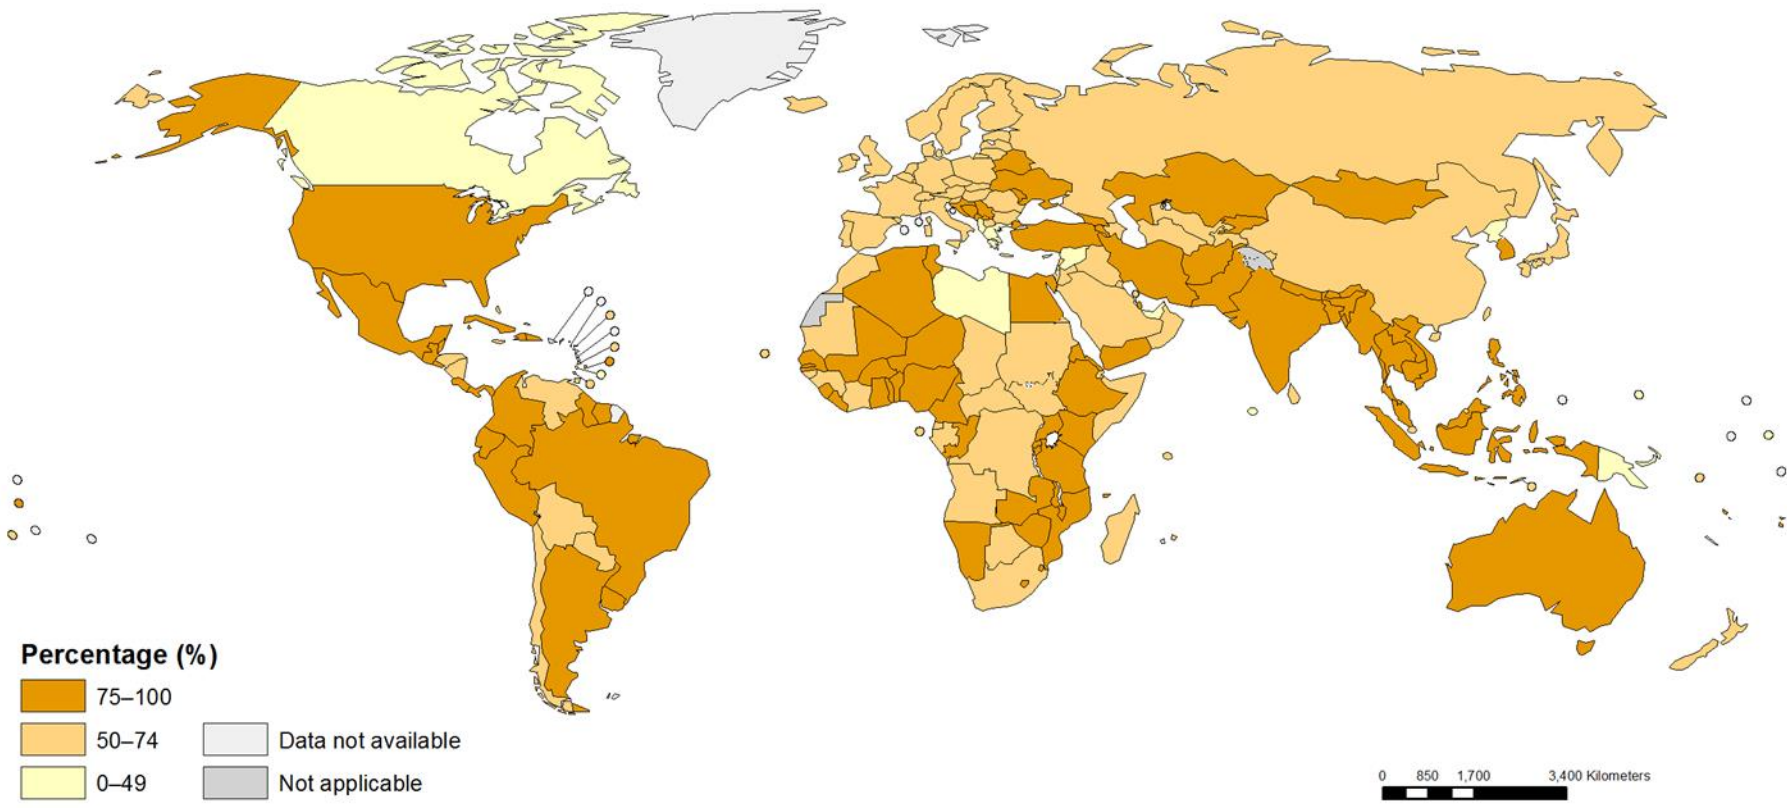 Percentage (%)
75–100
50–74
Data not available
0–49
Not applicable
0 850 1,700 3,400 Kilometers